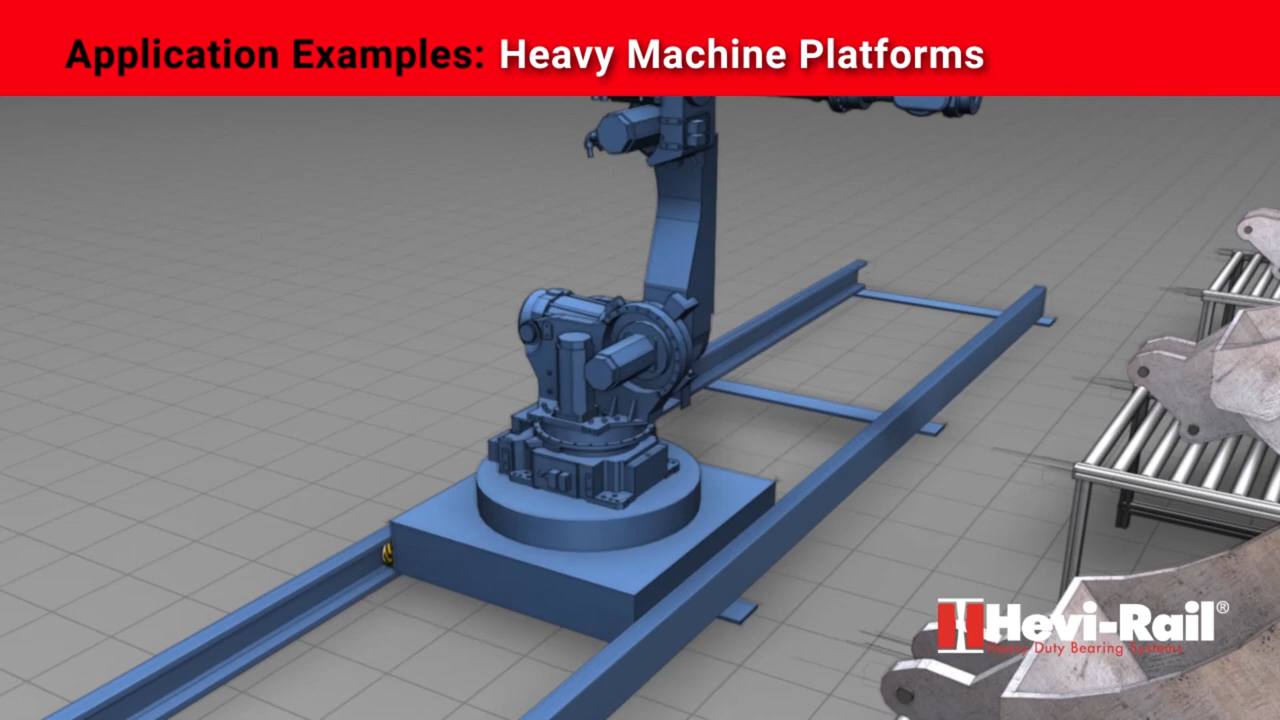 Application Examples: Heavy Machine Platforms
Hevi-Rail®
Heavy Duty Bearing Systems